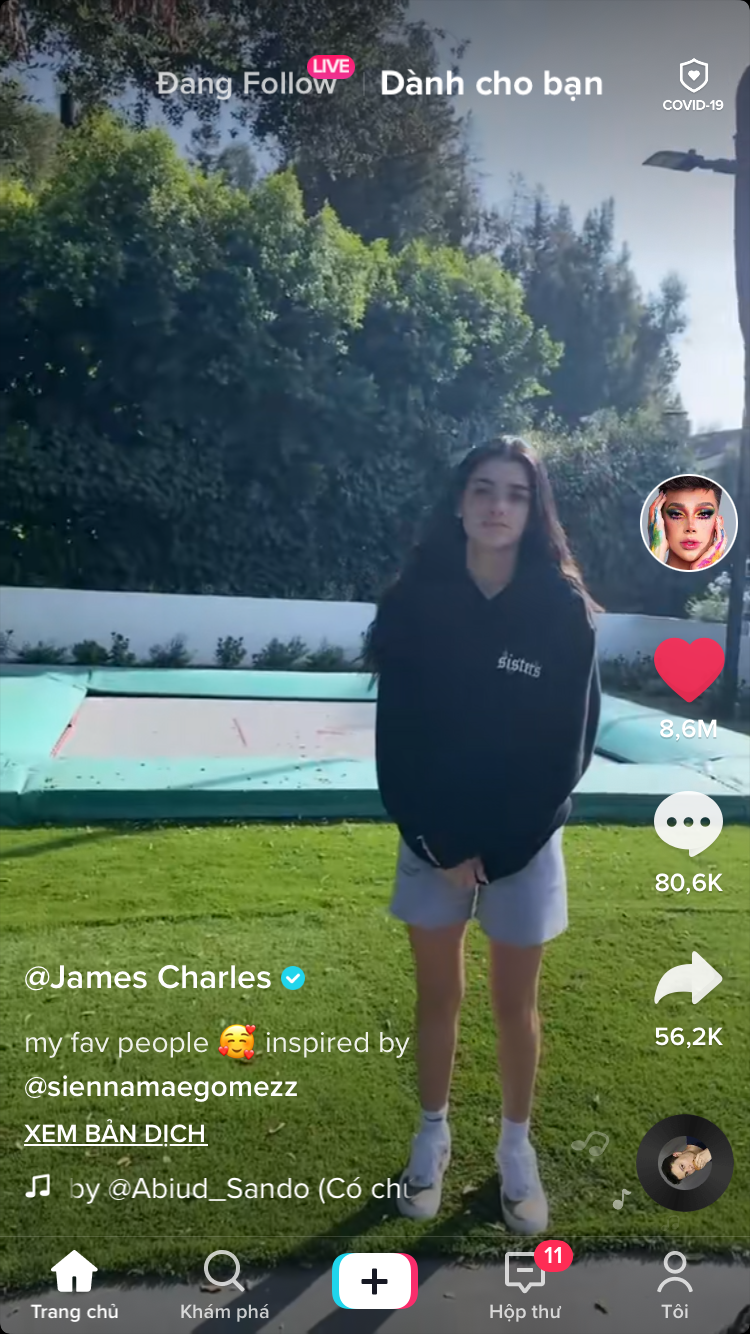 LIVE
Đang Follow
Dành cho bạn
COVID-19
sisters
8,6M
80,6K
@James Charles
my fav people 🥰 inspired by
56,2K
@siennamaegomezz
XEM BẢN DỊCH
by @Abiud_Sando (Có
11
Trang chủ
Khám phá
Hộp thư
Tôi